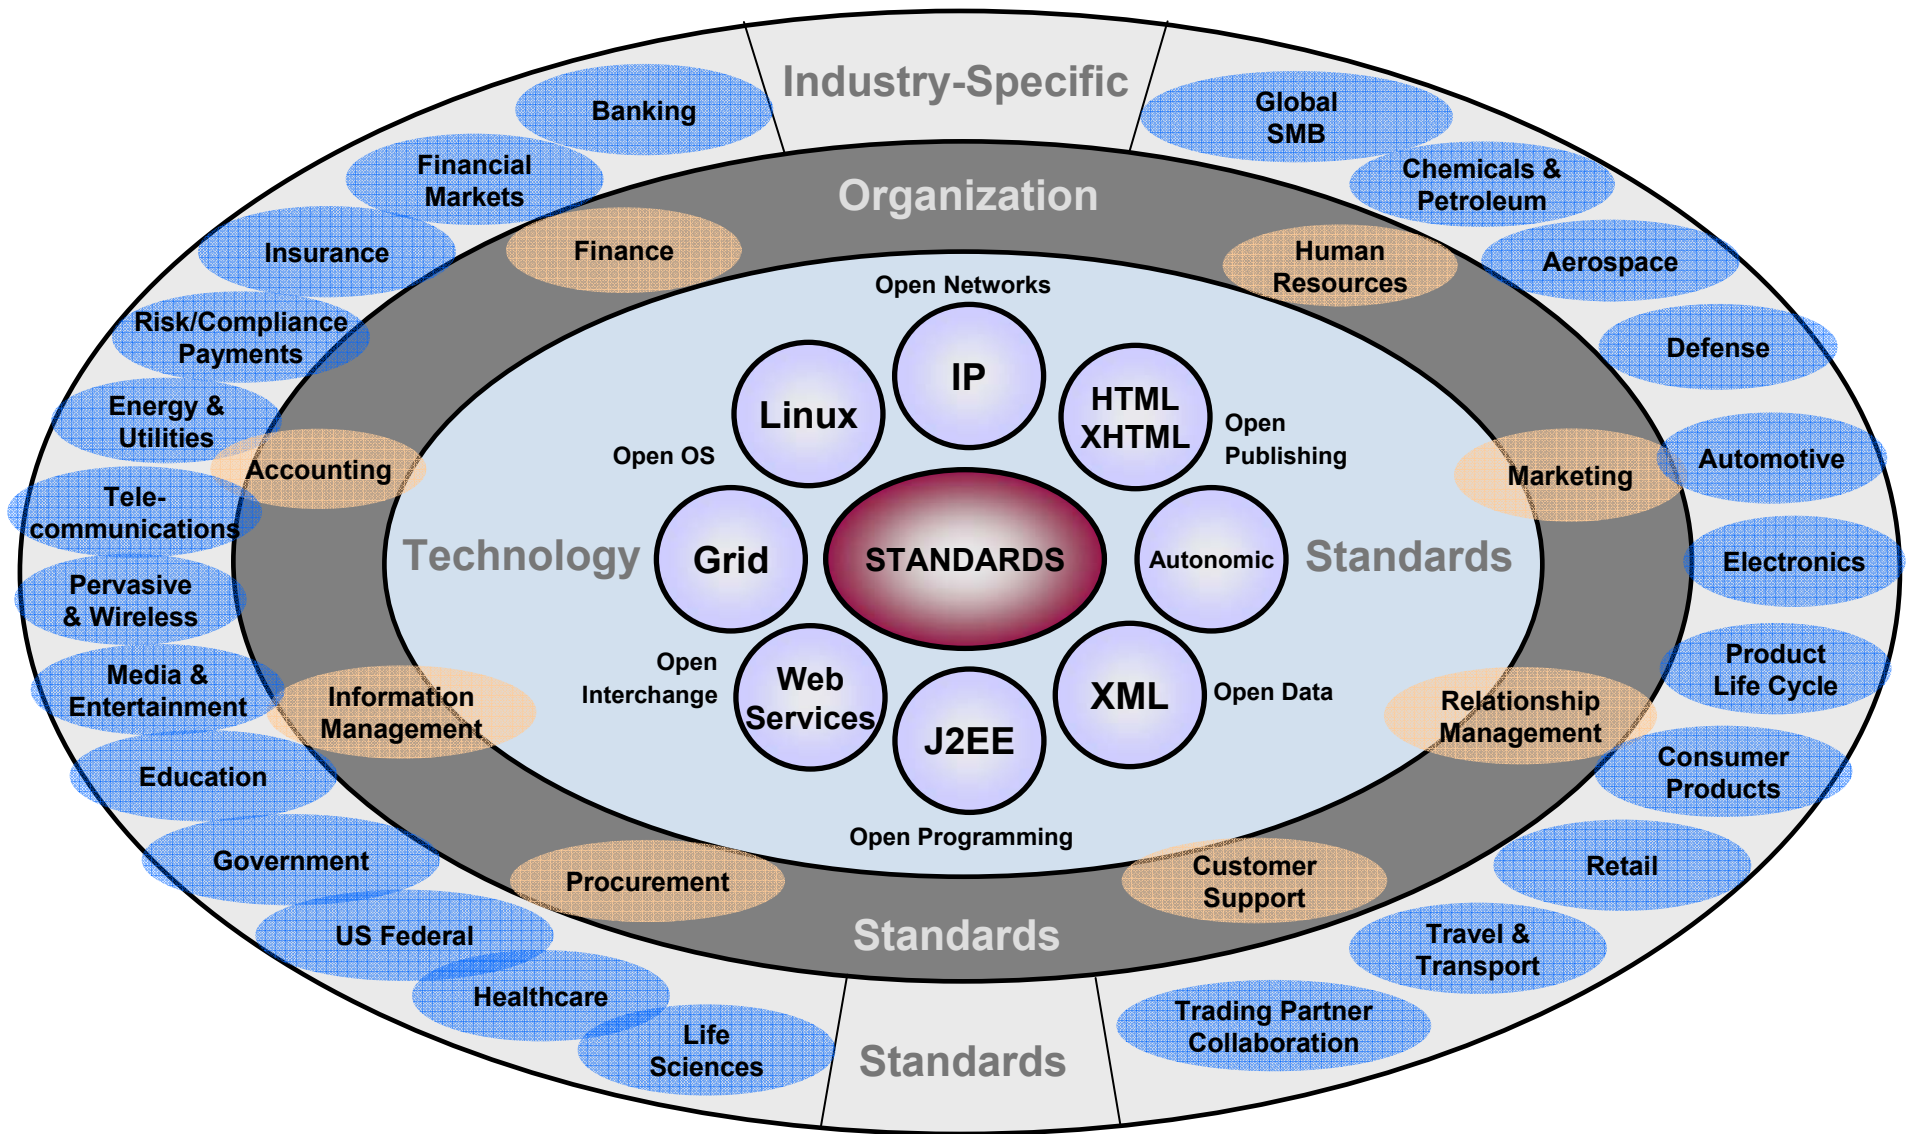 Industry-Specific
Banking
Global
SMB
Financial
Markets
Chemicals &
Petroleum
Organization
Insurance
Finance
Human
Resources
Aerospace
Open Networks
Risk/Compliance
Payments
Defense
IP
Linux
HTML
XHTML
Open
Publishing
Energy &
Utilities
Open OS
Accounting
Marketing
Automotive
Tele-
communications
Technology
Grid
STANDARDS
Autonomic
Standards
Electronics
Pervasive
& Wireless
Open
Interchange
Web
Services
XML
Open Data
Media &
Entertainment
Information
Management
Relationship
Management
Product
Life Cycle
J2EE
Education
Consumer
Products
Open Programming
Government
Procurement
Customer
Support
Retail
US Federal
Standards
Travel &
Transport
Healthcare
Trading Partner
Collaboration
Life
Sciences
Standards